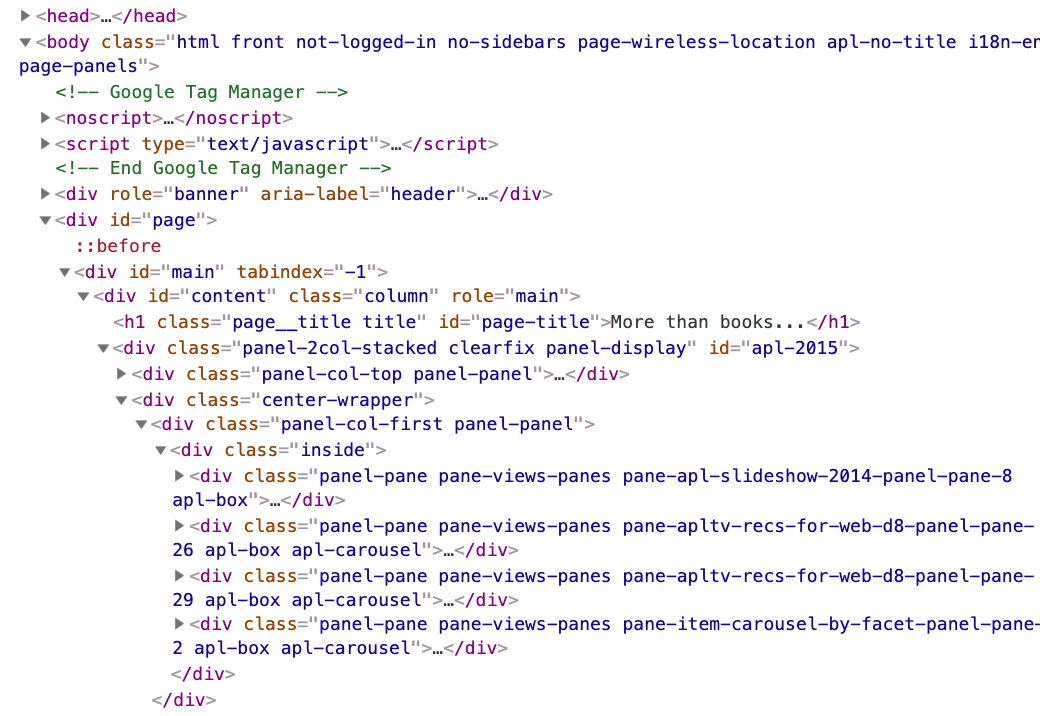 <head>…</head>
<body class="html front not-logged-in no-sidebars page-wireless-location apl-no-title i18n-en
page-panels">
<!-- Google Tag Manager -->
<noscript>…</noscript>
<script type="text/javascript">…</script>
<!-- End Google Tag Manager -->
<div role="banner" aria-label="header">…</div>
<div id="page">
::before
<div id="main" tabindex="-1">
<div id="content" class="column" role="main">
<h1 class="page__title title" id="page-title">More than books...</h1>
<div class="panel-2col-stacked clearfix panel-display" id="apl-2015">
<div class="panel-col-top panel-panel">…</div>
<div class="center-wrapper">
<div class="panel-col-first panel-panel">
<div class="inside">
<div class="panel-pane pane-views-panes pane-apl-slideshow-2014-panel-pane-8
apl-box">…</div>
<div class="panel-pane pane-views-panes pane-apltv-recs-for-web-d8-panel-pane-
26 apl-box apl-carousel">…</div>
<div class="panel-pane pane-views-panes pane-apltv-recs-for-web-d8-panel-pane-
29 apl-box apl-carousel">…</div>
<div class="panel-pane pane-views-panes pane-item-carousel-by-facet-panel-pane-
2 apl-box apl-carousel">…</div>
</div>
</div>